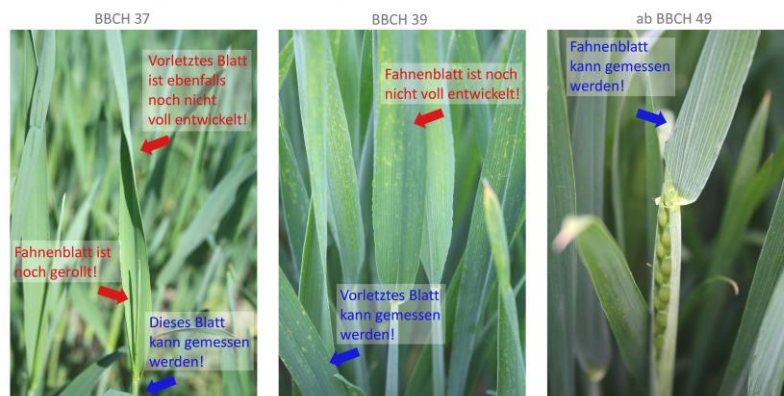 BBCH 37
Vorletztes Blatt
ist ebenfalls
noch nicht
voll entwickelt!
Fahnenblatt ist
noch gerollt!
Dieses Blatt
kann gemessen
werden!
BBCH 39
Fahnenblatt ist noch
nicht voll entwickelt!
Vorletztes Blatt
kann gemessen
werden!
ab BBCH 49
Fahnenblatt
kann gemessen
werden!